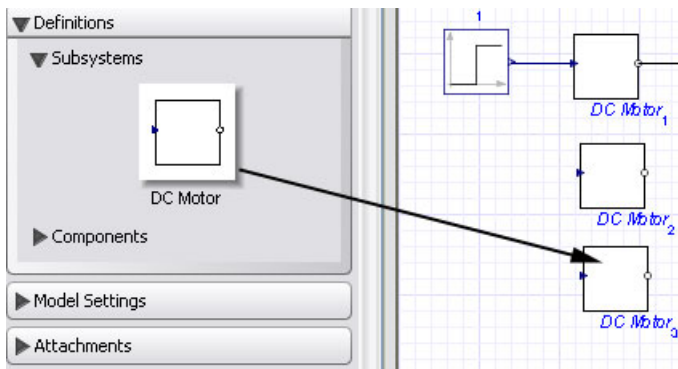 Definitions
Subsystems
DC Motor
Components
Model Settings
Attachments
1
DC Motor1
DC Motor2
DC Motor3